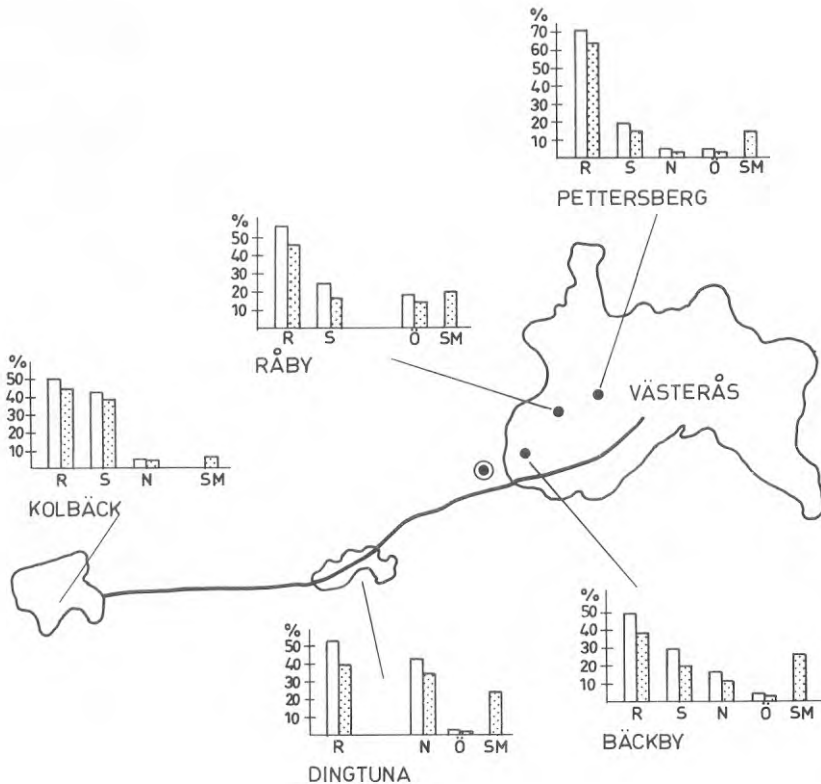 %
70
60
50
40
30
20
10
R S N Ö SM
PETTERSBERG
%
50
40
30
20
10
R S Ö SM
RÅBY
VÄSTERÅS
%
50
40
30
20
10
R S N SM
KOLBÄCK
%
50
40
30
20
10
R N Ö SM
DINGTUNA
%
50
40
30
20
10
R S N Ö SM
BÄCKBY